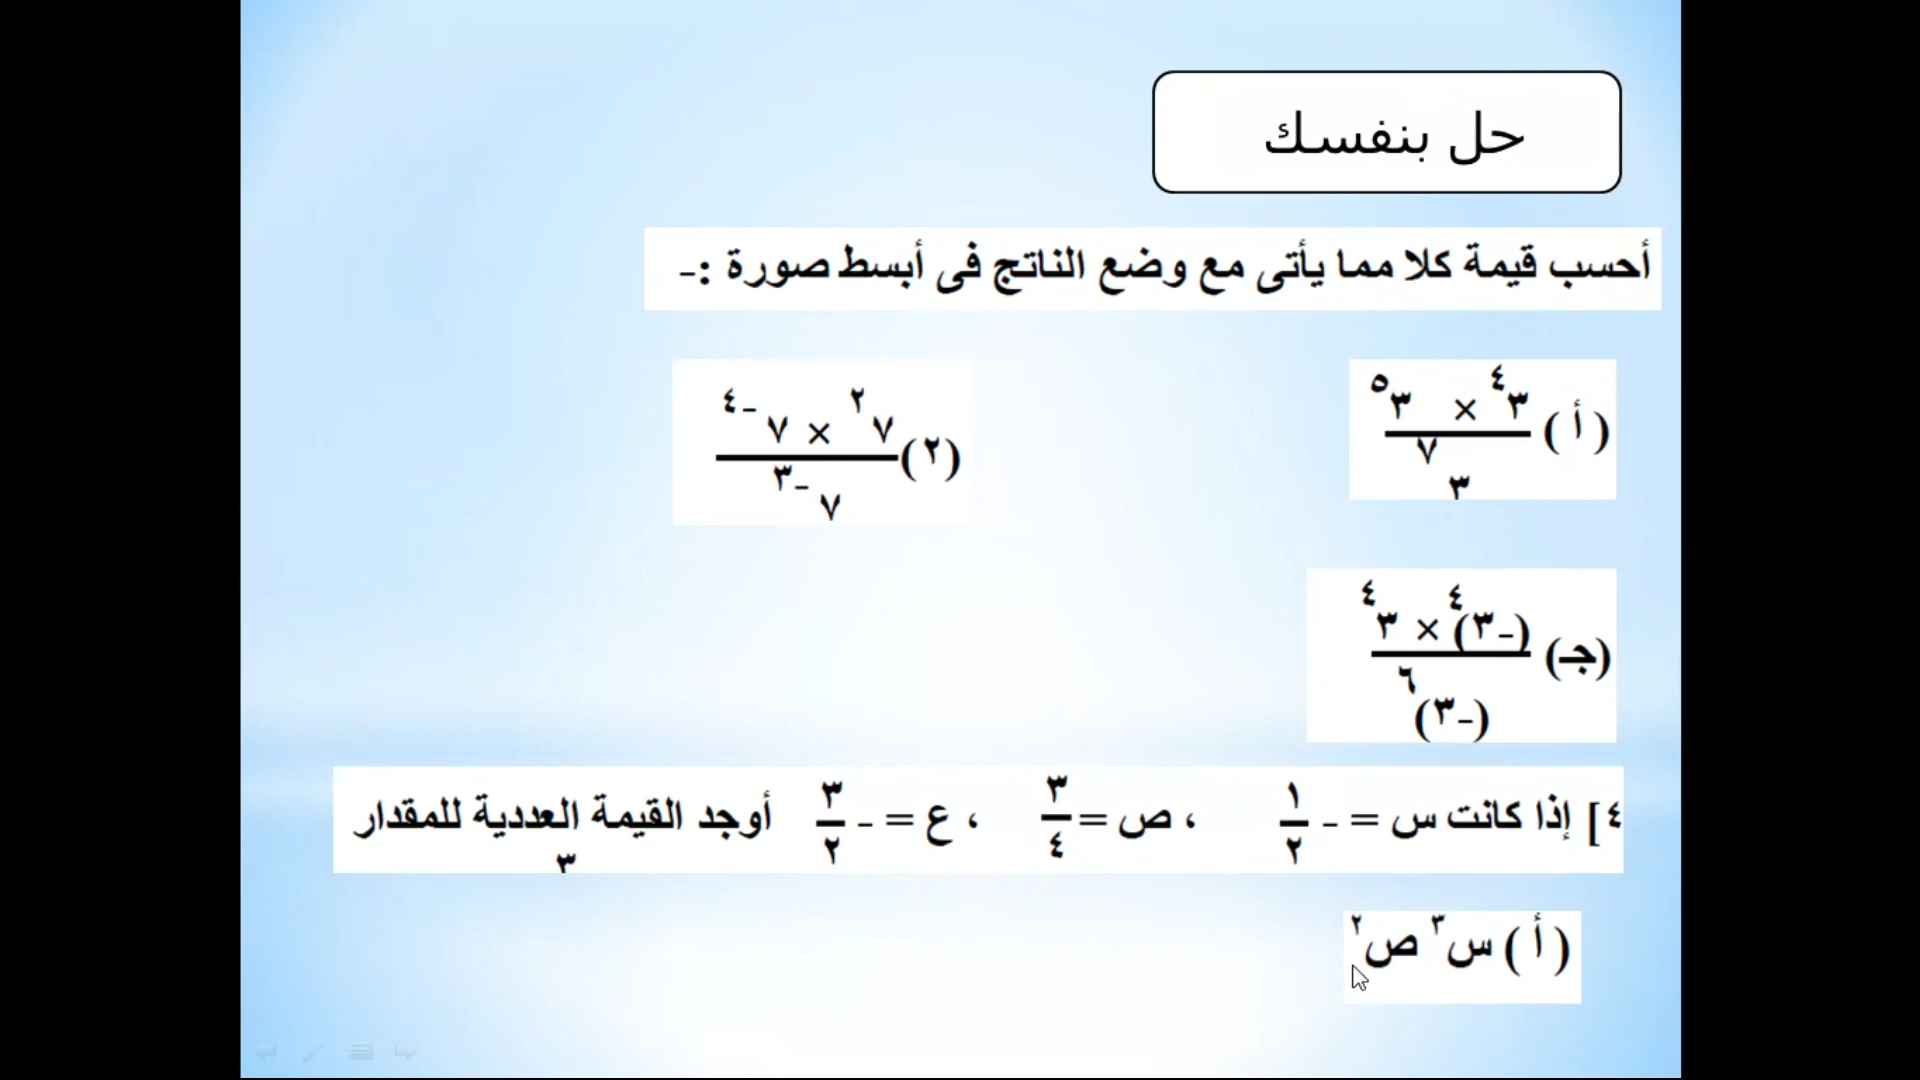 حل بنفسك
أحسب قيمة كلا مما يأتى مع وضع الناتج فى أبسط صورة :-
( أ ) ٣^٤ × ٣^٥ / ٣^٧
(٢) ٧^٢ × ٧^-٤ / ٧^-٣
(جـ) (-٣)^٤ × ٣^٤ / (-٣)^٦
٤] إذا كانت س = - ١/٢ ، ص = ٣/٤ ، ع = - ٣/٢ أوجد القيمة العددية للمقدار
٣
( أ ) س^٣ ص^٢